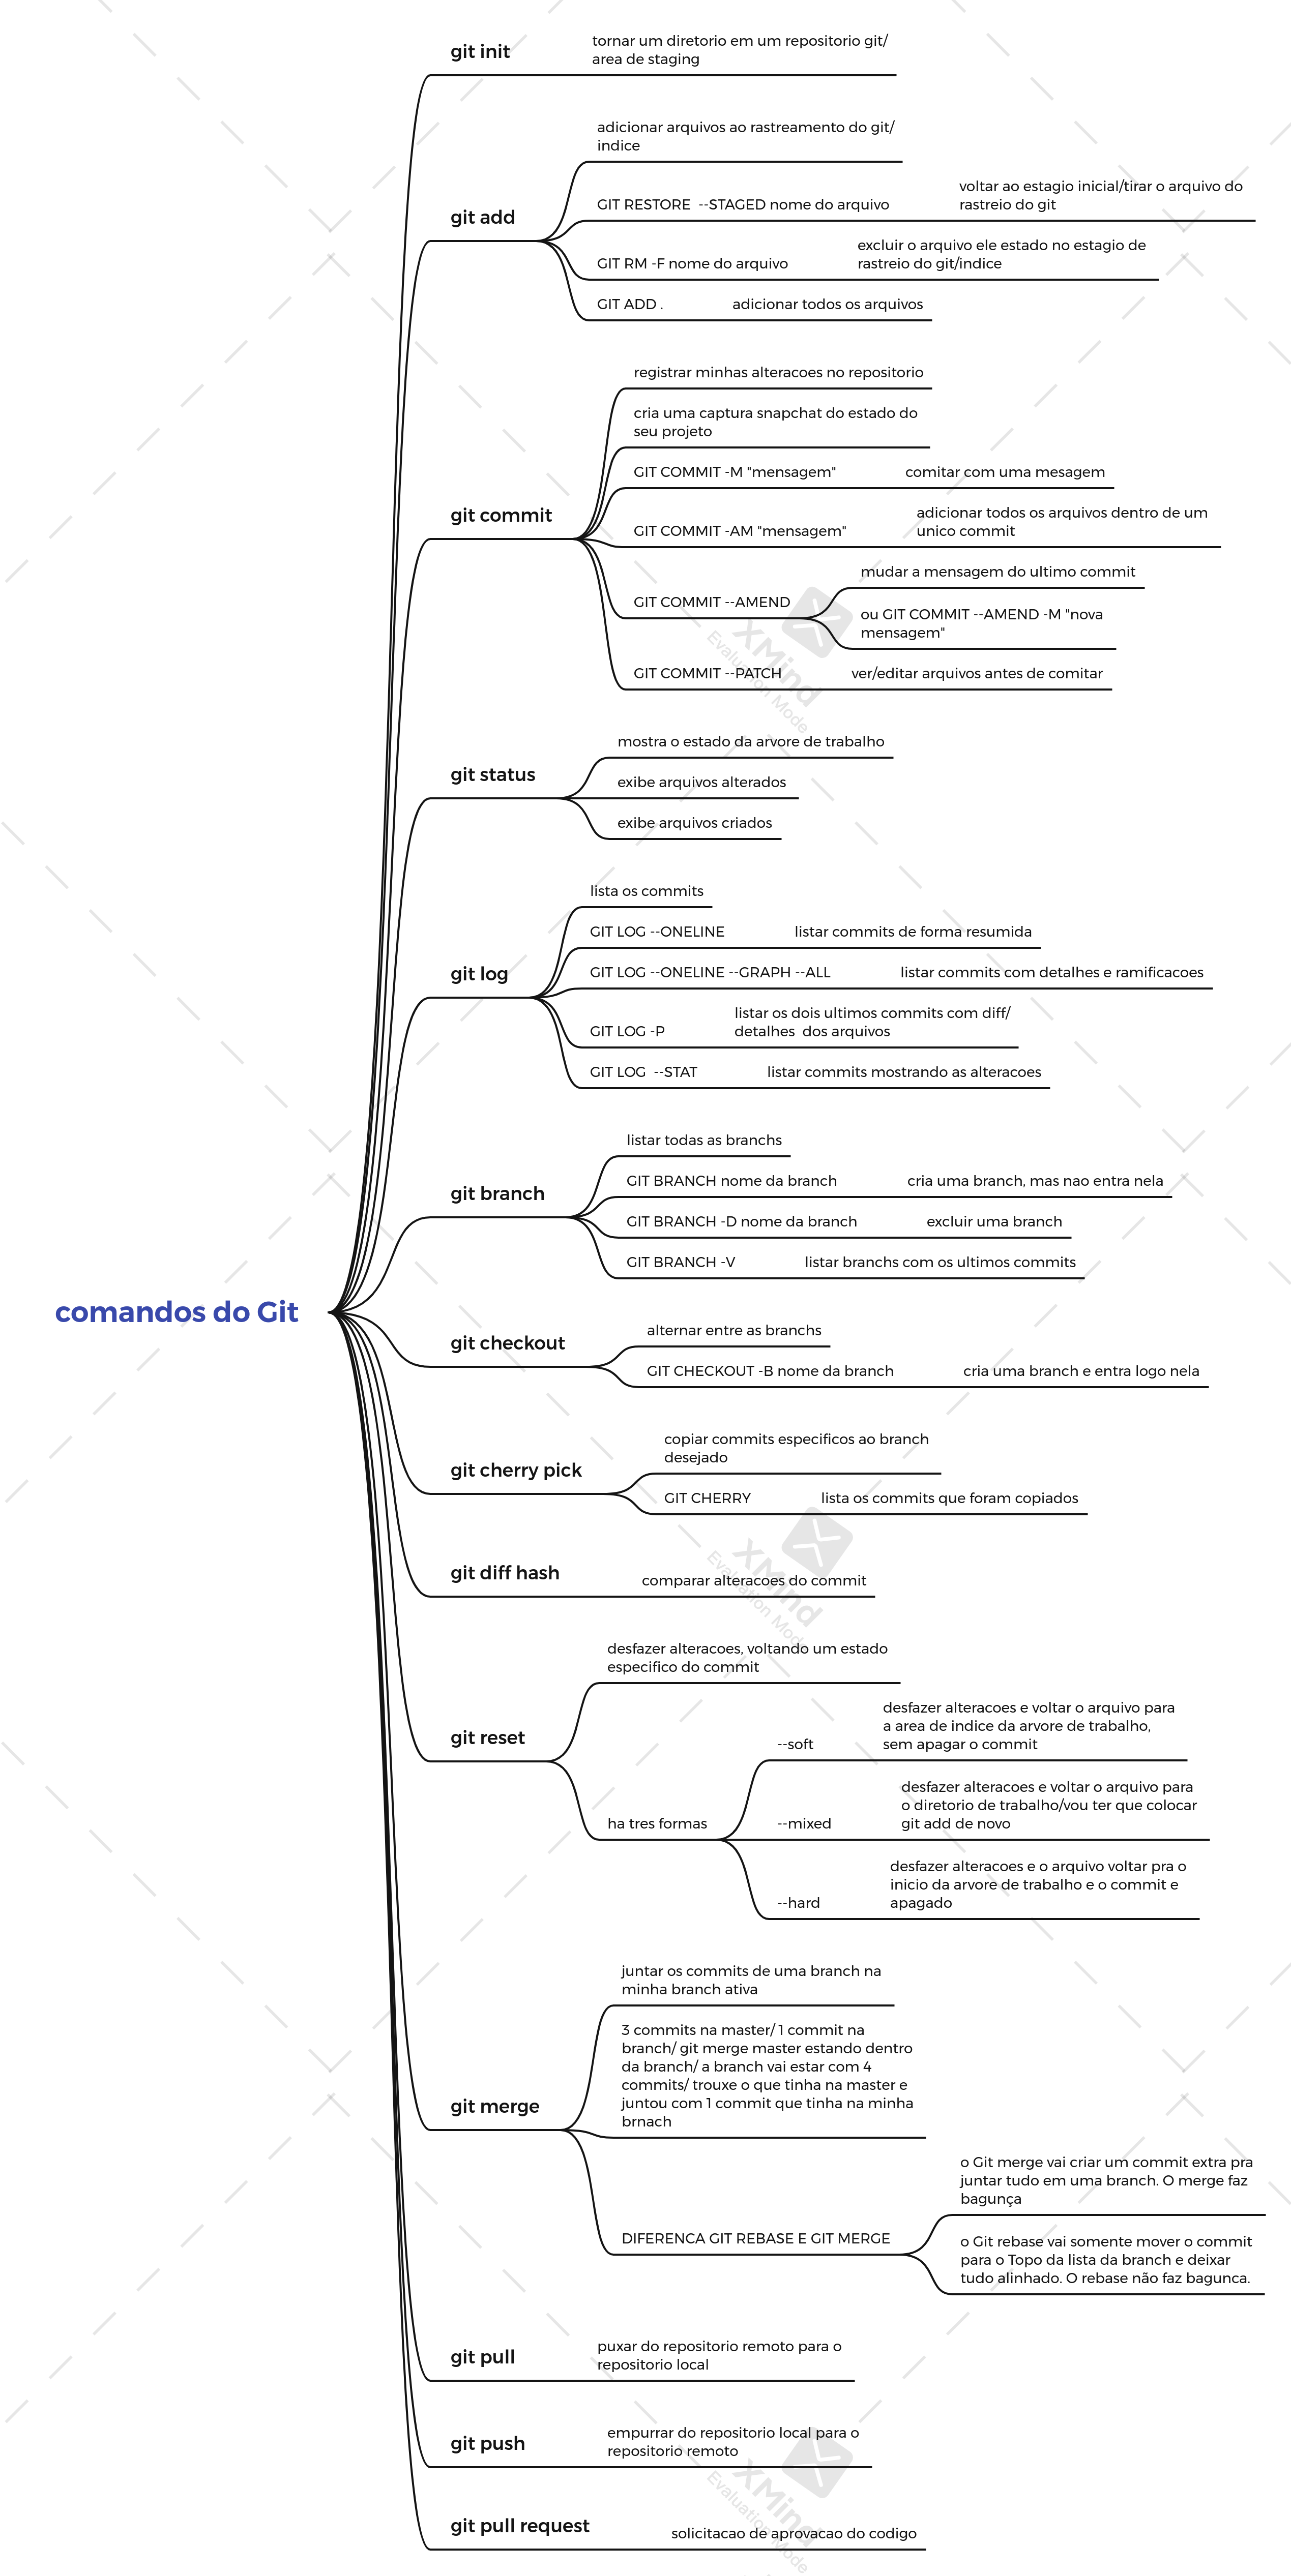 git init
tornar um diretorio em um repositorio git/
area de staging
git add
adicionar arquivos ao rastreamento do git/
indice
GIT RESTORE --STAGED nome do arquivo
voltar ao estagio inicial/tirar o arquivo do
rastreio do git
GIT RM -F nome do arquivo
excluir o arquivo ele estado no estagio de
rastreio do git/indice
GIT ADD .
adicionar todos os arquivos
git commit
registrar minhas alteracoes no repositorio
cria uma captura snapchat do estado do
seu projeto
GIT COMMIT -M "mensagem"
comitar com uma mesagem
GIT COMMIT -AM "mensagem"
adicionar todos os arquivos dentro de um
unico commit
GIT COMMIT --AMEND
mudar a mensagem do ultimo commit
ou GIT COMMIT --AMEND -M "nova
mensagem"
GIT COMMIT --PATCH
ver/editar arquivos antes de comitar
XMind
Evaluation Mode
git status
mostra o estado da arvore de trabalho
exibe arquivos alterados
exibe arquivos criados
git log
lista os commits
GIT LOG --ONELINE
listar commits de forma resumida
GIT LOG --ONELINE --GRAPH --ALL
listar commits com detalhes e ramificacoes
GIT LOG -P
listar os dois ultimos commits com diff/
detalhes dos arquivos
GIT LOG --STAT
listar commits mostrando as alteracoes
git branch
listar todas as branchs
GIT BRANCH nome da branch
cria uma branch, mas nao entra nela
GIT BRANCH -D nome da branch
excluir uma branch
GIT BRANCH -V
listar branchs com os ultimos commits
comandos do Git
git checkout
alternar entre as branchs
GIT CHECKOUT -B nome da branch
cria uma branch e entra logo nela
git cherry pick
copiar commits especificos ao branch
desejado
GIT CHERRY
lista os commits que foram copiados
XMind
Evaluation Mode
git diff hash
comparar alteracoes do commit
git reset
desfazer alteracoes, voltando um estado
especifico do commit
ha tres formas
--soft
desfazer alteracoes e voltar o arquivo para
a area de indice da arvore de trabalho,
sem apagar o commit
--mixed
desfazer alteracoes e voltar o arquivo para
o diretorio de trabalho/vou ter que colocar
git add de novo
--hard
desfazer alteracoes e o arquivo voltar pra o
inicio da arvore de trabalho e o commit e
apagado
git merge
juntar os commits de uma branch na
minha branch ativa
3 commits na master/ 1 commit na
branch/ git merge master estando dentro
da branch/ a branch vai estar com 4
commits/ trouxe o que tinha na master e
juntou com 1 commit que tinha na minha
brnach
DIFERENCA GIT REBASE E GIT MERGE
o Git merge vai criar um commit extra pra
juntar tudo em uma branch. O merge faz
bagunça
o Git rebase vai somente mover o commit
para o Topo da lista da branch e deixar
tudo alinhado. O rebase não faz bagunca.
git pull
puxar do repositorio remoto para o
repositorio local
git push
empurrar do repositorio local para o
repositorio remoto
XMind
Evaluation Mode
git pull request
solicitacao de aprovacao do codigo